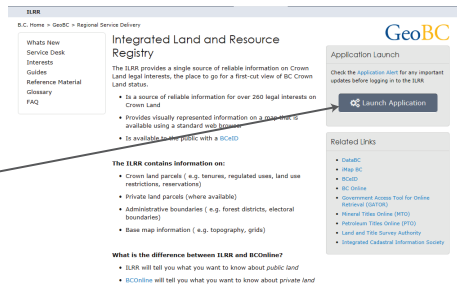 ILRR
B.C. Home > GeoBC > Regional Service Delivery
GeoBC
Whats New
Service Desk
Interests
Guides
Reference Material
Glossary
FAQ
Integrated Land and Resource
Registry
The ILRR provides a single source of reliable information on Crown
Land legal interests, the place to go for a first-cut view of BC Crown
Land status.
• Is a source of reliable information for over 260 legal interests on
Crown Land
• Provides visually represented information on a map that is
available using a standard web browser
• Is available to the public with a BCeID
The ILRR contains information on:
• Crown land parcels ( e.g. tenures, regulated uses, land use
restrictions, reservations)
• Private land parcels (where available)
• Administrative boundaries ( e.g. forest districts, electoral
boundaries)
• Base map information ( e.g. topography, grids)
What is the difference between ILRR and BCOnline?
• ILRR will tell you what you want to know about public land
• BCOnline will tell you what you want to know about private land
Application Launch
Check the Application Alert for any important
updates before logging in to the ILRR
Launch Application
Related Links
• DataBC
• iMap BC
• BCeID
• BC Online
• Government Access Tool for Online
Retrieval (GATOR)
• Mineral Titles Online (MTO)
• Petroleum Titles Online (PTO)
• Land and Title Survey Authority
• Integrated Cadastral Information Society